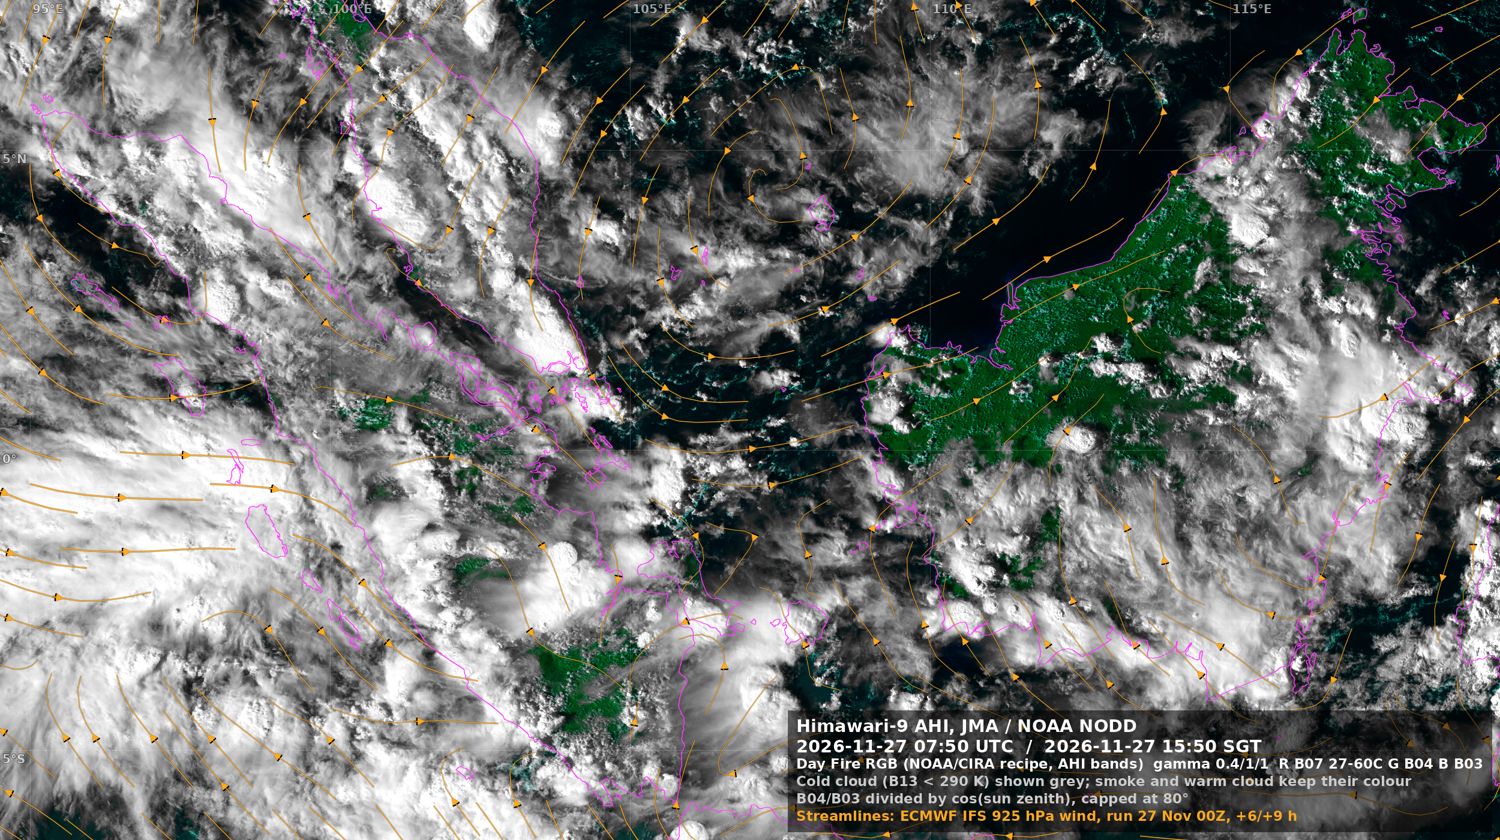 95°E
100°E
105°E
110°E
115°E
5°N
0°
5°S
Himawari-9 AHI, JMA / NOAA NODD
2026-11-27 07:50 UTC / 2026-11-27 15:50 SGT
Day Fire RGB (NOAA/CIRA recipe, AHI bands) gamma 0.4/1/1 R B07 27-60C G B04 B B03
Cold cloud (B13 < 290 K) shown grey; smoke and warm cloud keep their colour
B04/B03 divided by cos(sun zenith), capped at 80°
Streamlines: ECMWF IFS 925 hPa wind, run 27 Nov 00Z, +6/+9 h